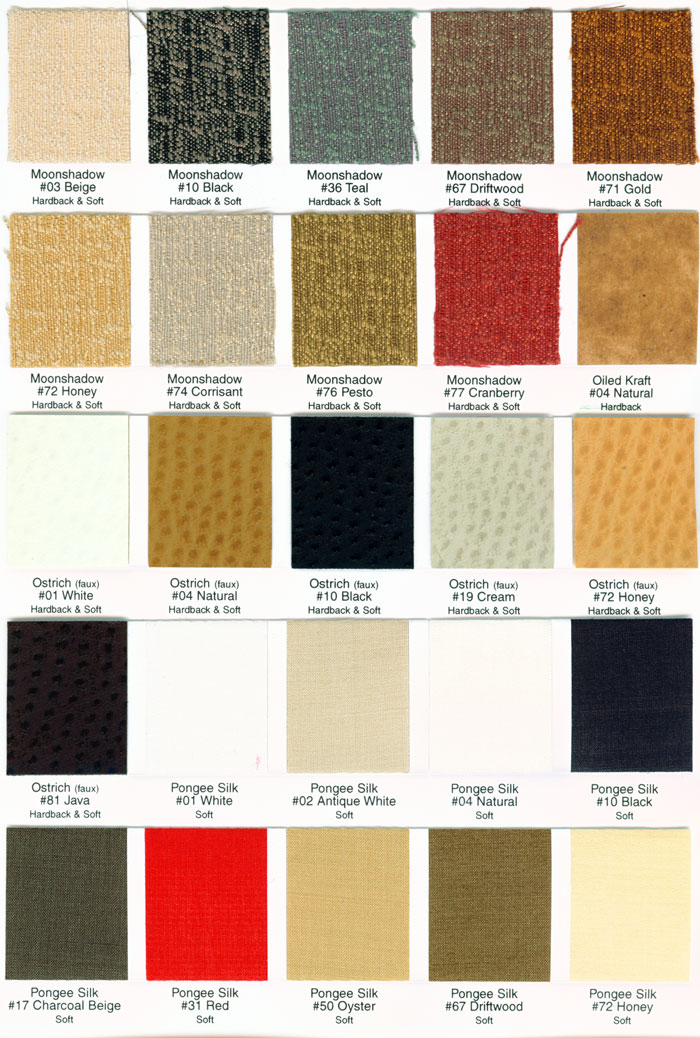 Moonshadow
#03 Beige
Hardback & Soft
Moonshadow
#10 Black
Hardback & Soft
Moonshadow
#36 Teal
Hardback & Soft
Moonshadow
#67 Driftwood
Hardback & Soft
Moonshadow
#71 Gold
Hardback & Soft
Moonshadow
#72 Honey
Hardback & Soft
Moonshadow
#74 Corrisant
Hardback & Soft
Moonshadow
#76 Pesto
Hardback & Soft
Moonshadow
#77 Cranberry
Hardback & Soft
Oiled Kraft
#04 Natural
Hardback
Ostrich (faux)
#01 White
Hardback & Soft
Ostrich (faux)
#04 Natural
Hardback & Soft
Ostrich (faux)
#10 Black
Hardback & Soft
Ostrich (faux)
#19 Cream
Hardback & Soft
Ostrich (faux)
#72 Honey
Hardback & Soft
Ostrich (faux)
#81 Java
Hardback & Soft
Pongee Silk
#01 White
Soft
Pongee Silk
#02 Antique White
Soft
Pongee Silk
#04 Natural
Soft
Pongee Silk
#10 Black
Soft
Pongee Silk
#17 Charcoal Beige
Soft
Pongee Silk
#31 Red
Soft
Pongee Silk
#50 Oyster
Soft
Pongee Silk
#67 Driftwood
Soft
Pongee Silk
#72 Honey
Soft